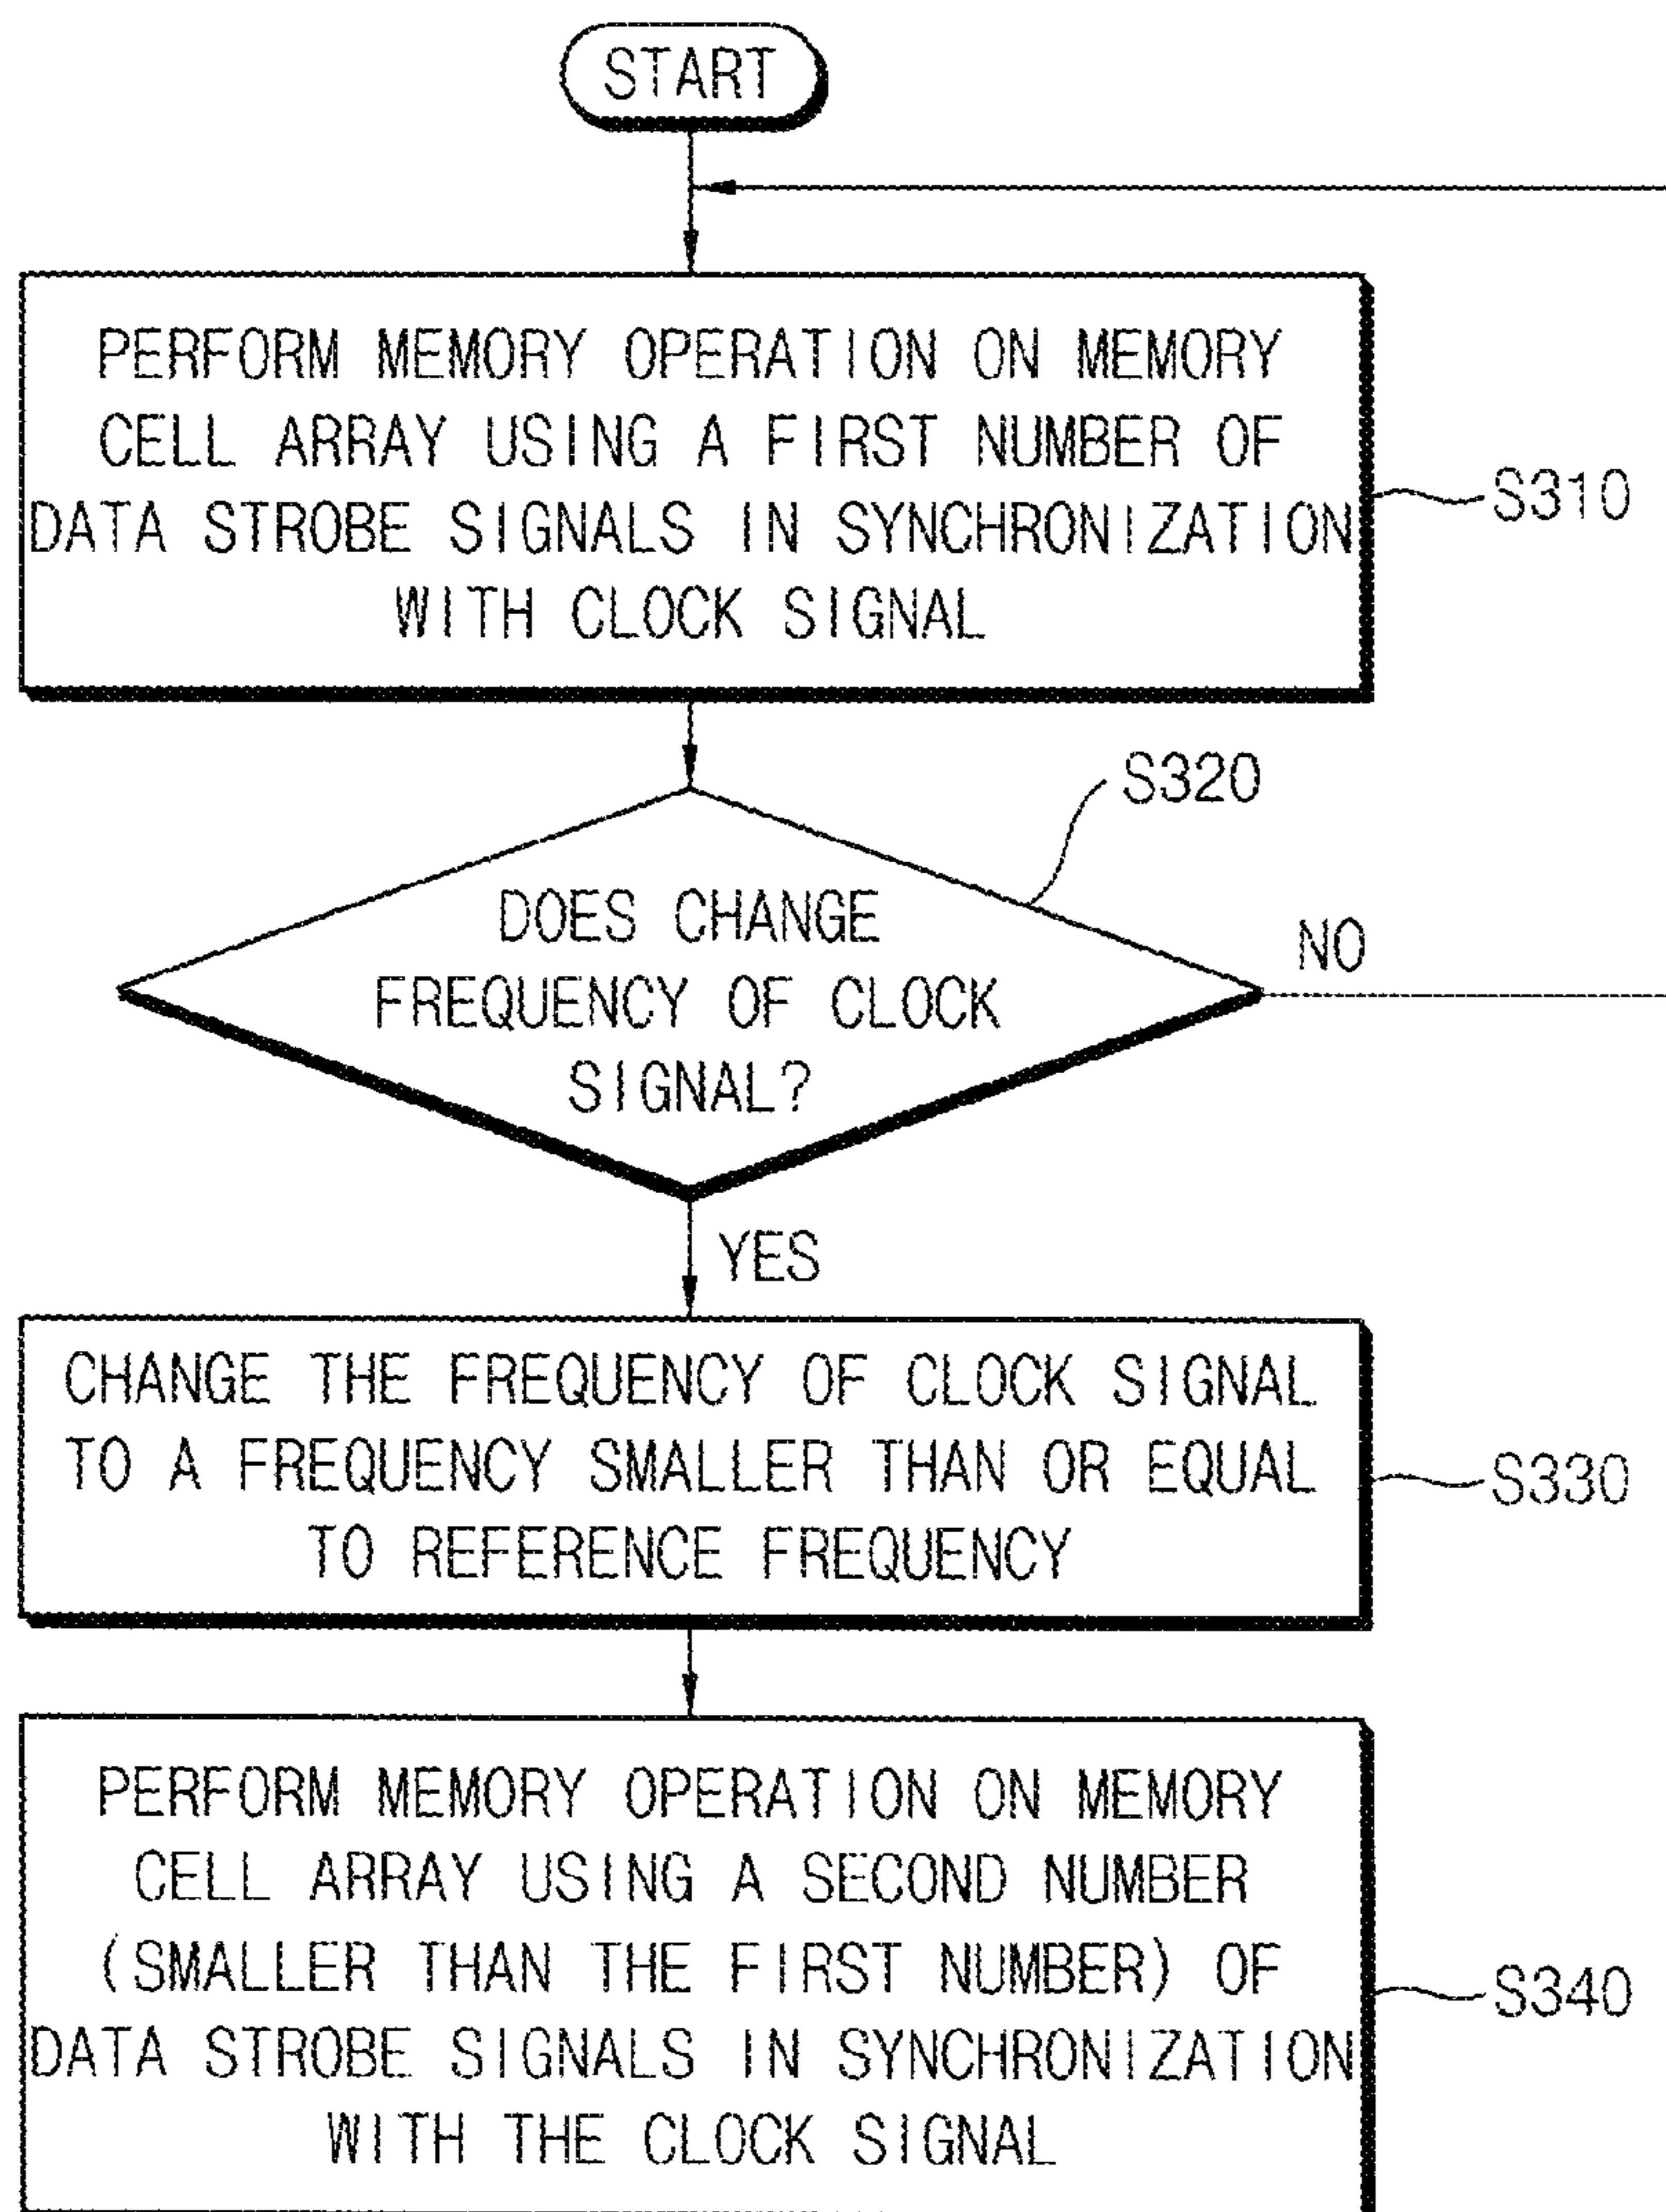 START
PERFORM MEMORY OPERATION ON MEMORY
CELL ARRAY USING A FIRST NUMBER OF
DATA STROBE SIGNALS IN SYNCHRONIZATION
WITH CLOCK SIGNAL
S310
S320
DOES CHANGE
FREQUENCY OF CLOCK
SIGNAL?
NO
YES
CHANGE THE FREQUENCY OF CLOCK SIGNAL
TO A FREQUENCY SMALLER THAN OR EQUAL
TO REFERENCE FREQUENCY
S330
PERFORM MEMORY OPERATION ON MEMORY
CELL ARRAY USING A SECOND NUMBER
(SMALLER THAN THE FIRST NUMBER) OF
DATA STROBE SIGNALS IN SYNCHRONIZATION
WITH THE CLOCK SIGNAL
S340